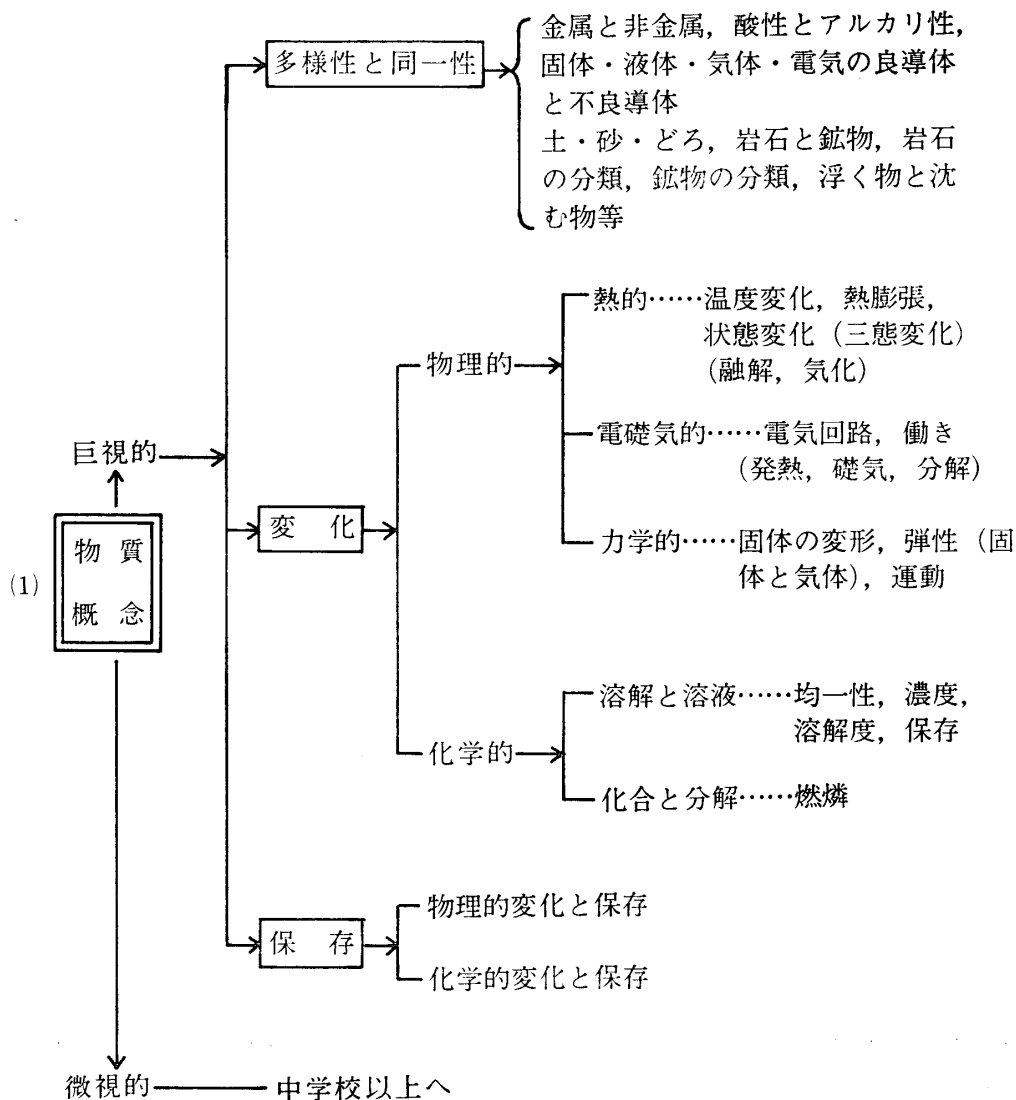 多様性と同一性
金属と非金属，酸性とアルカリ性，
固体・液体・気体・電気の良導体
と不良導体
土・砂・どろ，岩石と鉱物，岩石
の分類，鉱物の分類，浮く物と沈
む物等
熱的……温度変化，熱膨張，
状態変化（三態変化）
（融解，気化）
物理的
電礎気的……電気回路，働き
（発熱，礎気，分解）
巨視的
変 化
力学的……固体の変形，弾性（固
体と気体），運動
(1)
物 質
概 念
溶解と溶液……均一性，濃度，
溶解度，保存
化学的
化合と分解……燃燐
物理的変化と保存
保 存
化学的変化と保存
微視的
中学校以上へ